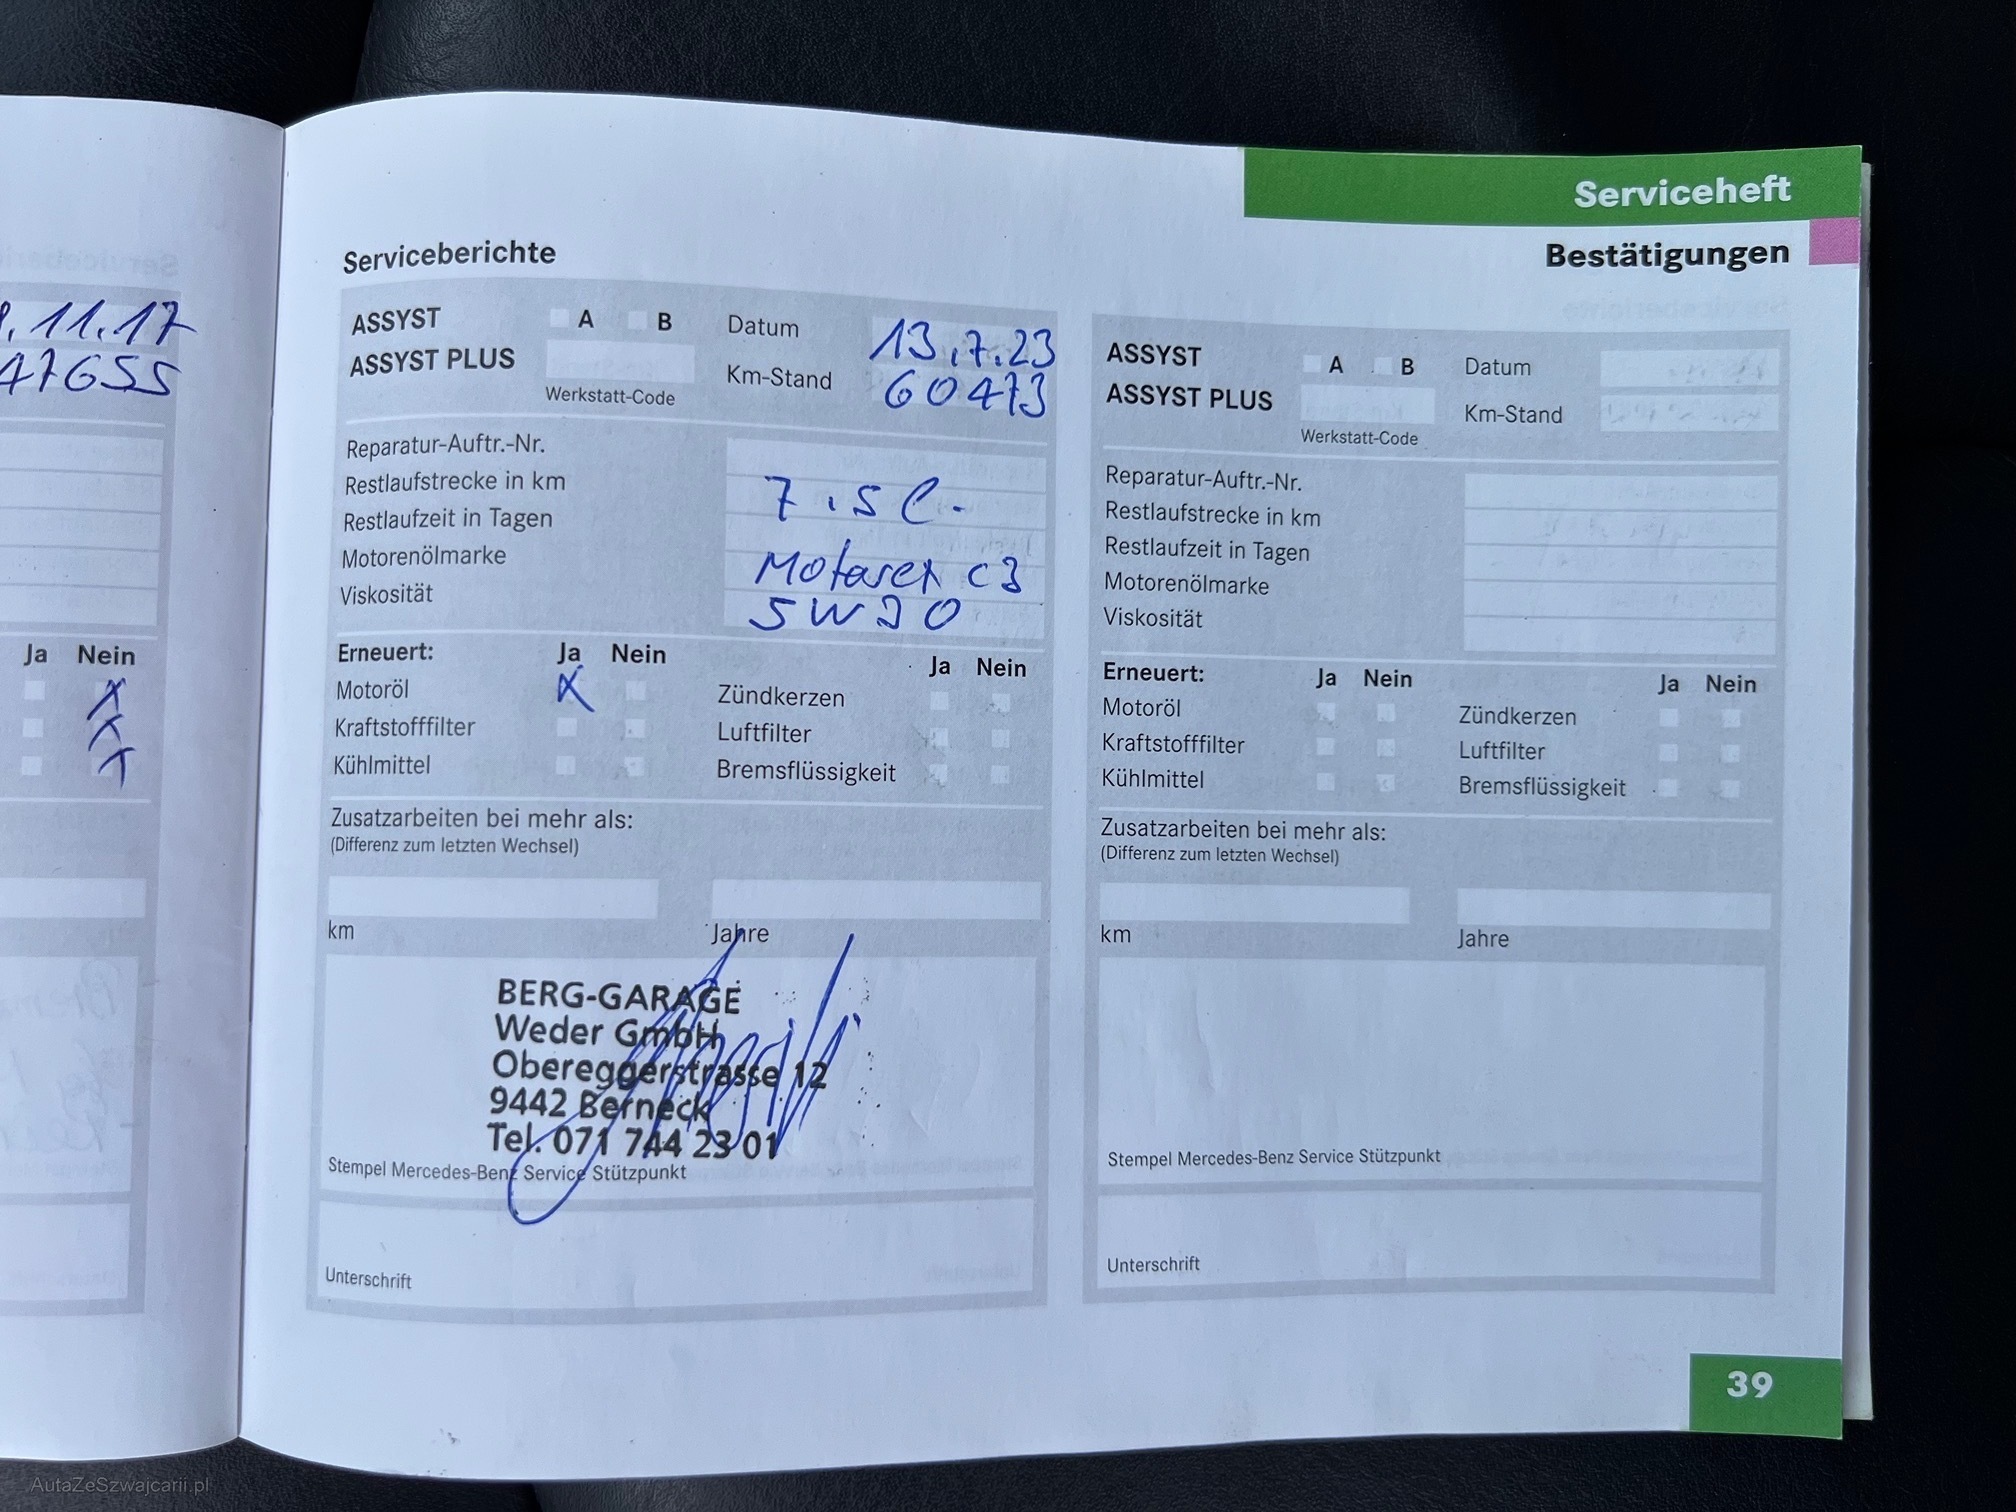 Serviceheft
Bestätigungen
.11.17
47655
Ja Nein
X
X
X
Serviceberichte
ASSYST A B Datum 13.7.23
ASSYST PLUS Km-Stand 60473
Werkstatt-Code
Reparatur-Auftr.-Nr.
Restlaufstrecke in km 7.5 l.
Restlaufzeit in Tagen
Motorenölmarke Motorex C3
Viskosität 5W30
Erneuert: Ja Nein Ja Nein
Motoröl X Zündkerzen
Kraftstofffilter Luftfilter
Kühlmittel Bremsflüssigkeit
Zusatzarbeiten bei mehr als:
(Differenz zum letzten Wechsel)
km Jahre
BERG-GARAGE
Weder GmbH
Obereggerstrasse 12
9442 Berneck
Tel. 071 744 23 01
Stempel Mercedes-Benz Service Stützpunkt
Unterschrift
ASSYST A B Datum
ASSYST PLUS Km-Stand
Werkstatt-Code
Reparatur-Auftr.-Nr.
Restlaufstrecke in km
Restlaufzeit in Tagen
Motorenölmarke
Viskosität
Erneuert: Ja Nein Ja Nein
Motoröl Zündkerzen
Kraftstofffilter Luftfilter
Kühlmittel Bremsflüssigkeit
Zusatzarbeiten bei mehr als:
(Differenz zum letzten Wechsel)
km Jahre
Stempel Mercedes-Benz Service Stützpunkt
Unterschrift
39
AutaZeSzwajcarii.pl